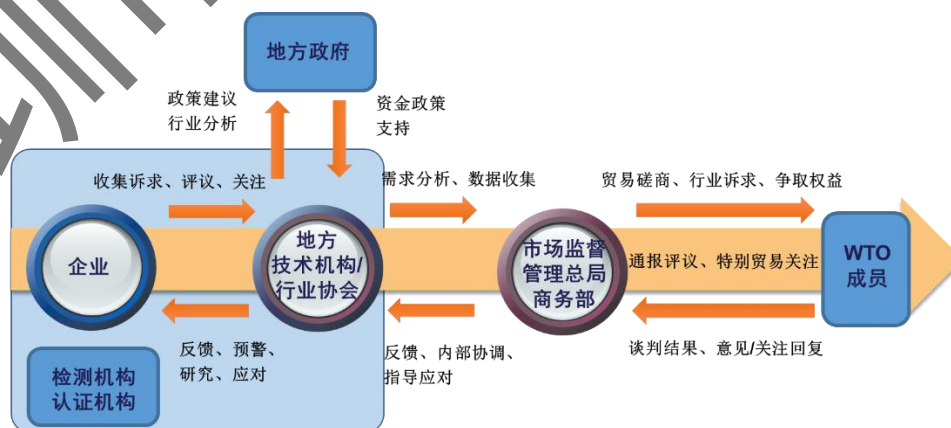 地方政府
政策建议
行业分析
资金政策
支持
收集诉求、评议、关注
需求分析、数据收集
贸易磋商、行业诉求、争取权益
企业
地方
技术机构/
行业协会
市场监督
管理总局
商务部
通报评议、特别贸易关注
WTO
成员
反馈、预警、
研究、应对
反馈、内部协调、
指导应对
谈判结果、意见/关注回复
检测机构
认证机构